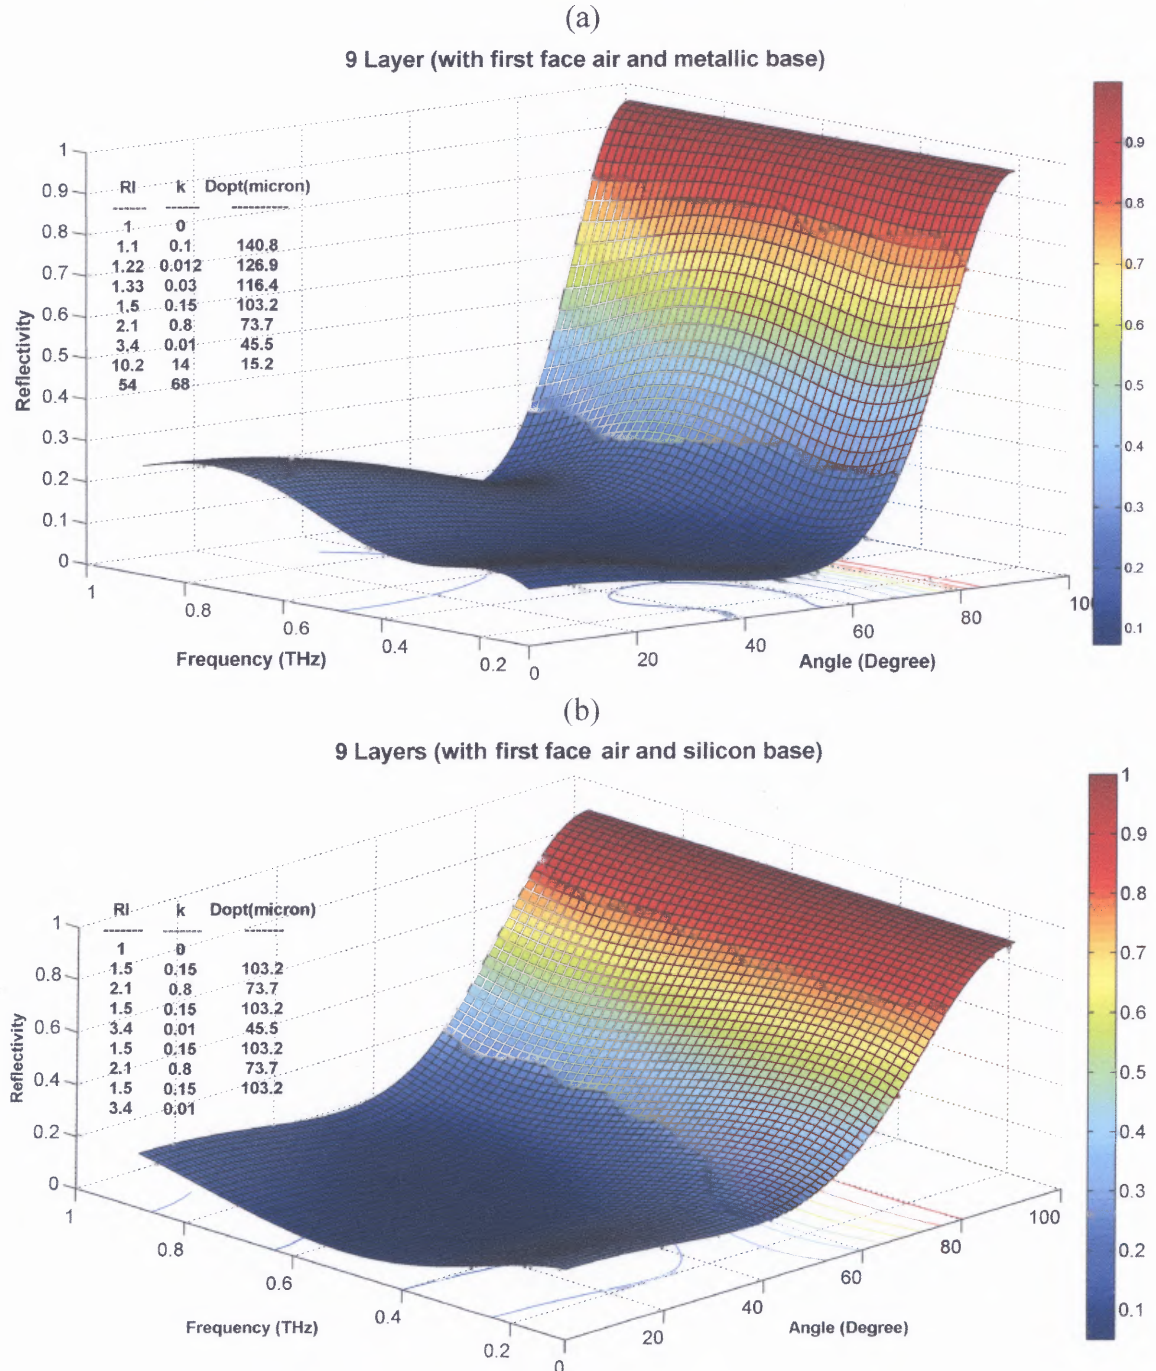 (a)
9 Layer (with first face air and metallic base)
RI k Dopt(micron)
1 0
1.1 0.1 140.8
1.22 0.012 126.9
1.33 0.03 116.4
1.5 0.15 103.2
2.1 0.8 73.7
3.4 0.01 45.5
10.2 14 15.2
54 68
Reflectivity
1
0.9
0.8
0.7
0.6
0.5
0.4
0.3
0.2
0.1
0
1
0.8
0.6
0.4
0.2
Frequency (THz)
0
20
40
60
80
10
Angle (Degree)
0.9
0.8
0.7
0.6
0.5
0.4
0.3
0.2
0.1
(b)
9 Layers (with first face air and silicon base)
RI k Dopt(micron)
1 0
1.5 0.15 103.2
2.1 0.8 73.7
1.5 0.15 103.2
3.4 0.01 45.5
1.5 0.15 103.2
2.1 0.8 73.7
1.5 0.15 103.2
3.4 0.01
Reflectivity
1
0.8
0.6
0.4
0.2
0
1
0.8
0.6
0.4
0.2
Frequency (THz)
0
20
40
60
80
100
Angle (Degree)
1
0.9
0.8
0.7
0.6
0.5
0.4
0.3
0.2
0.1